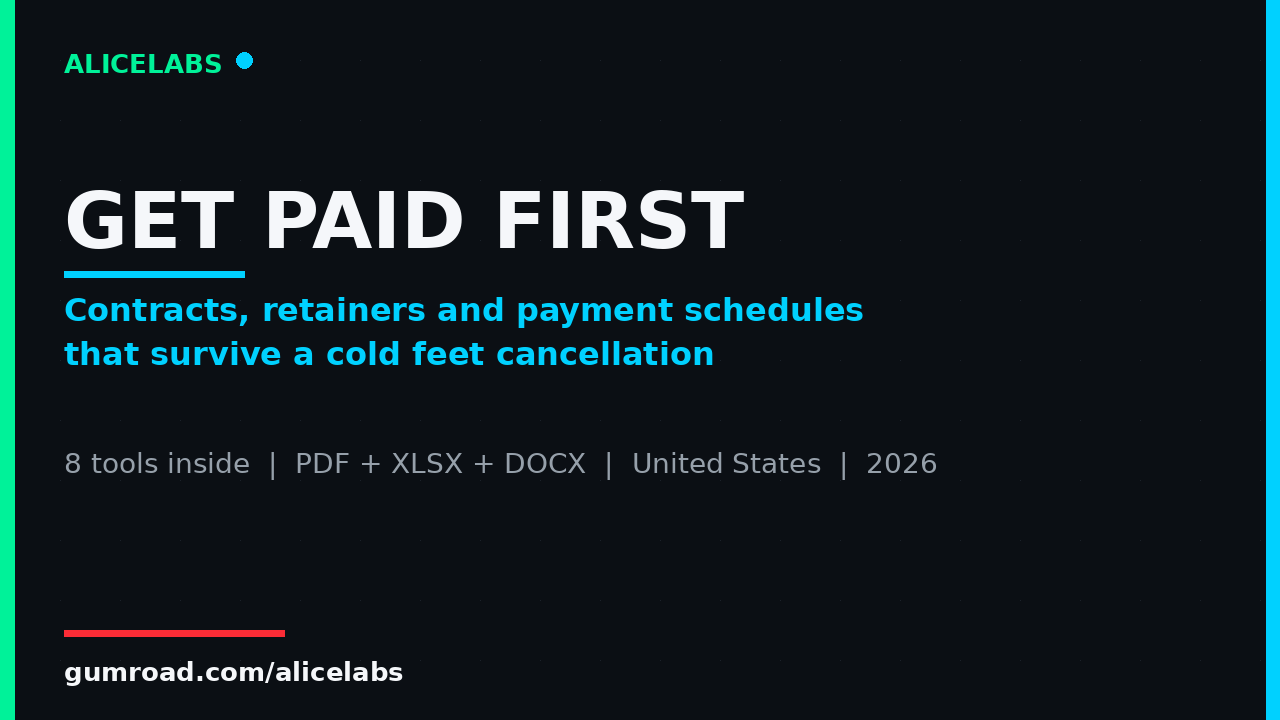 ALICELABS
GET PAID FIRST
Contracts, retainers and payment schedules
that survive a cold feet cancellation
8 tools inside | PDF + XLSX + DOCX | United States | 2026
gumroad.com/alicelabs